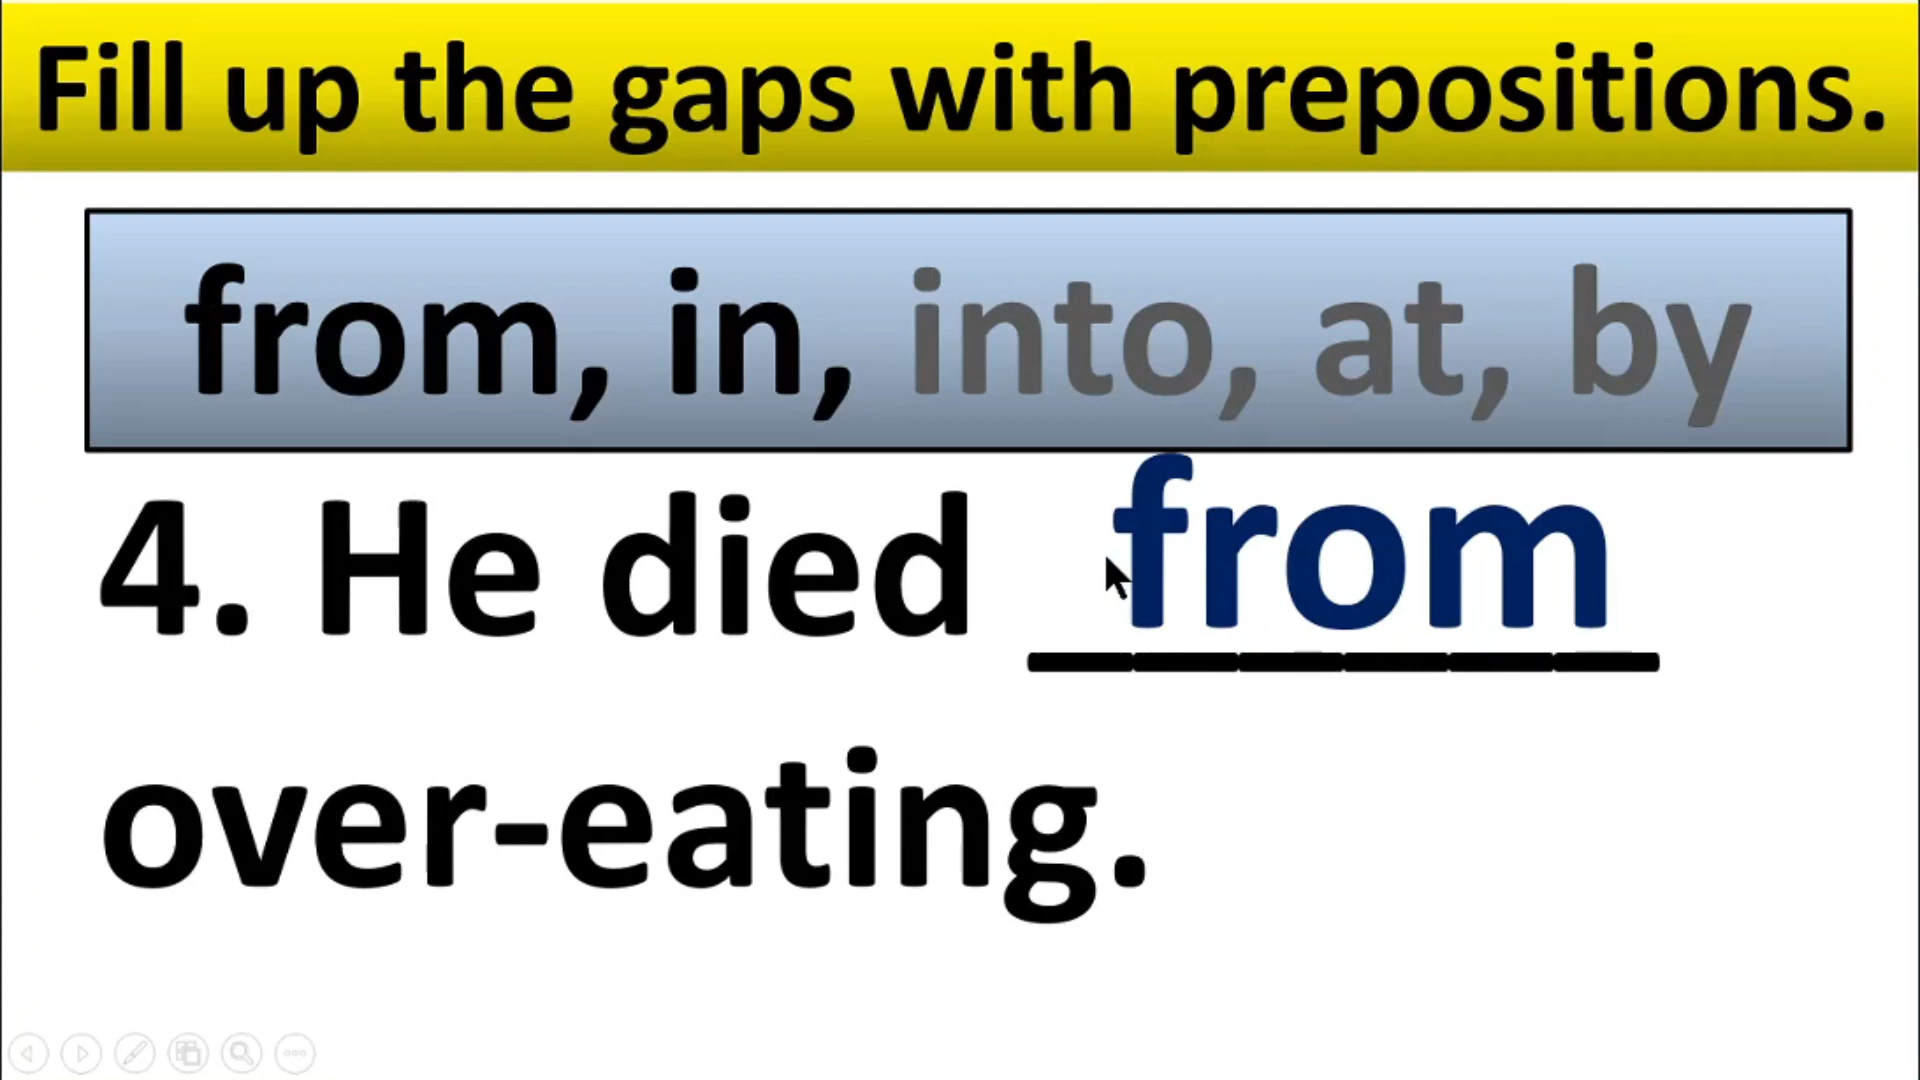 Fill up the gaps with prepositions.
from, in, into, at, by
4. He died from
over-eating.